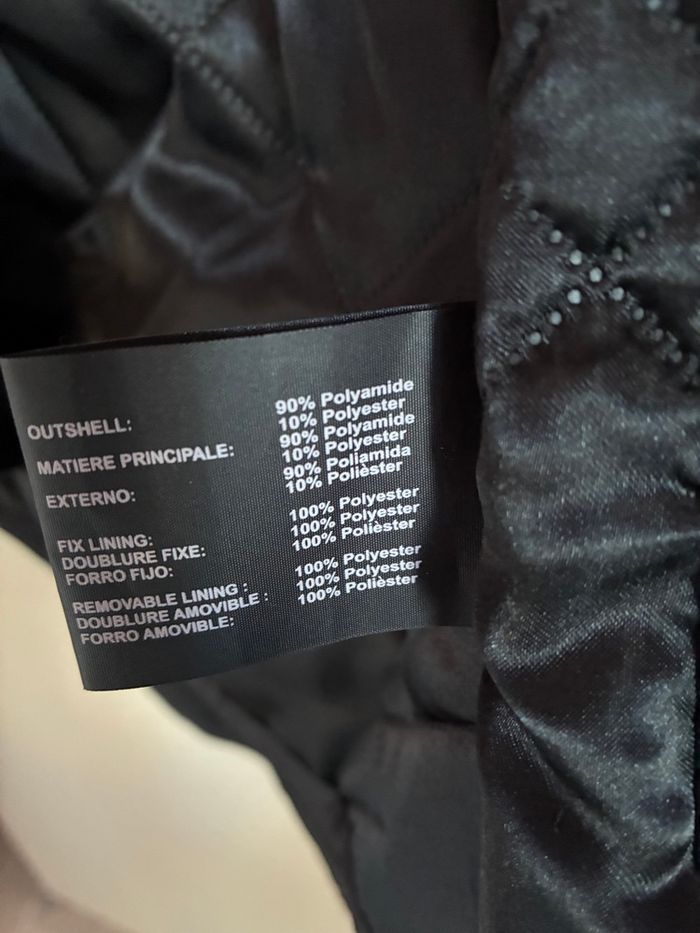 OUTSHELL: 90% Polyamide
10% Polyester
MATIERE PRINCIPALE: 90% Polyamide
10% Polyester
EXTERNO: 90% Poliamida
10% Polièster
FIX LINING: 100% Polyester
DOUBLURE FIXE: 100% Polyester
FORRO FIJO: 100% Polièster
REMOVABLE LINING : 100% Polyester
DOUBLURE AMOVIBLE : 100% Polyester
FORRO AMOVIBLE: 100% Polièster